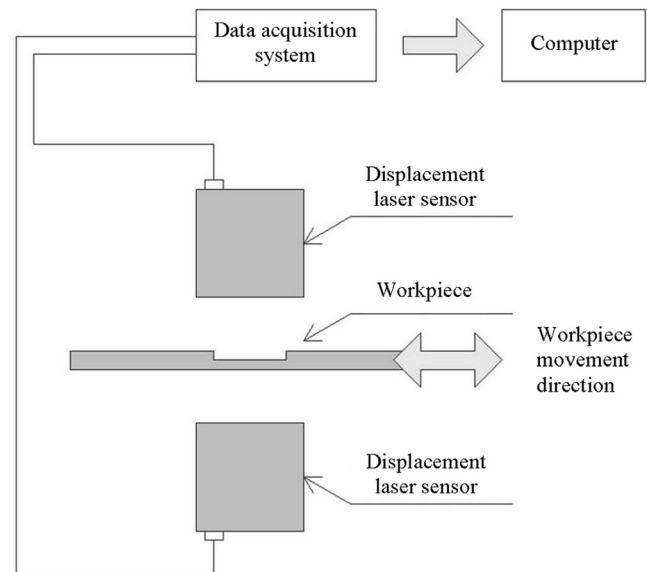 Data acquisition
system
Computer
Displacement
laser sensor
Workpiece
Workpiece
movement
direction
Displacement
laser sensor